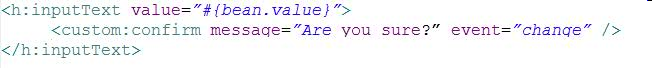 <h:inputText value="#{bean.value}">
<custom:confirm message="Are you sure?” event="change" />
</h:inputText>